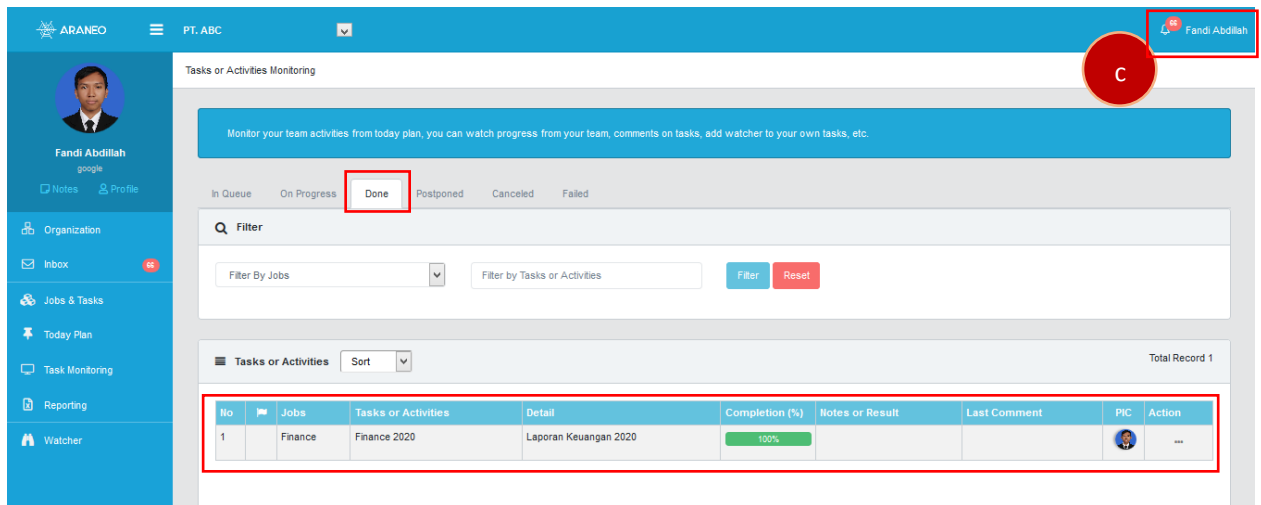 ARANEO PT. ABC 66 Fandi Abdillah
C
Tasks or Activities Monitoring
Monitor your team activities from today plan, you can watch progress from your team, comments on tasks, add watcher to your own tasks, etc.
Fandi Abdillah
google
Notes Profile
In Queue On Progress Done Postponed Canceled Failed
Organization
Filter
Inbox 66
Filter By Jobs Filter by Tasks or Activities Filter Reset
Jobs & Tasks
Today Plan
Task Monitoring
Reporting
Watcher
Tasks or Activities Sort Total Record 1
No Jobs Tasks or Activities Detail Completion (%) Notes or Result Last Comment PIC Action
1 Finance Finance 2020 Laporan Keuangan 2020 100% ...